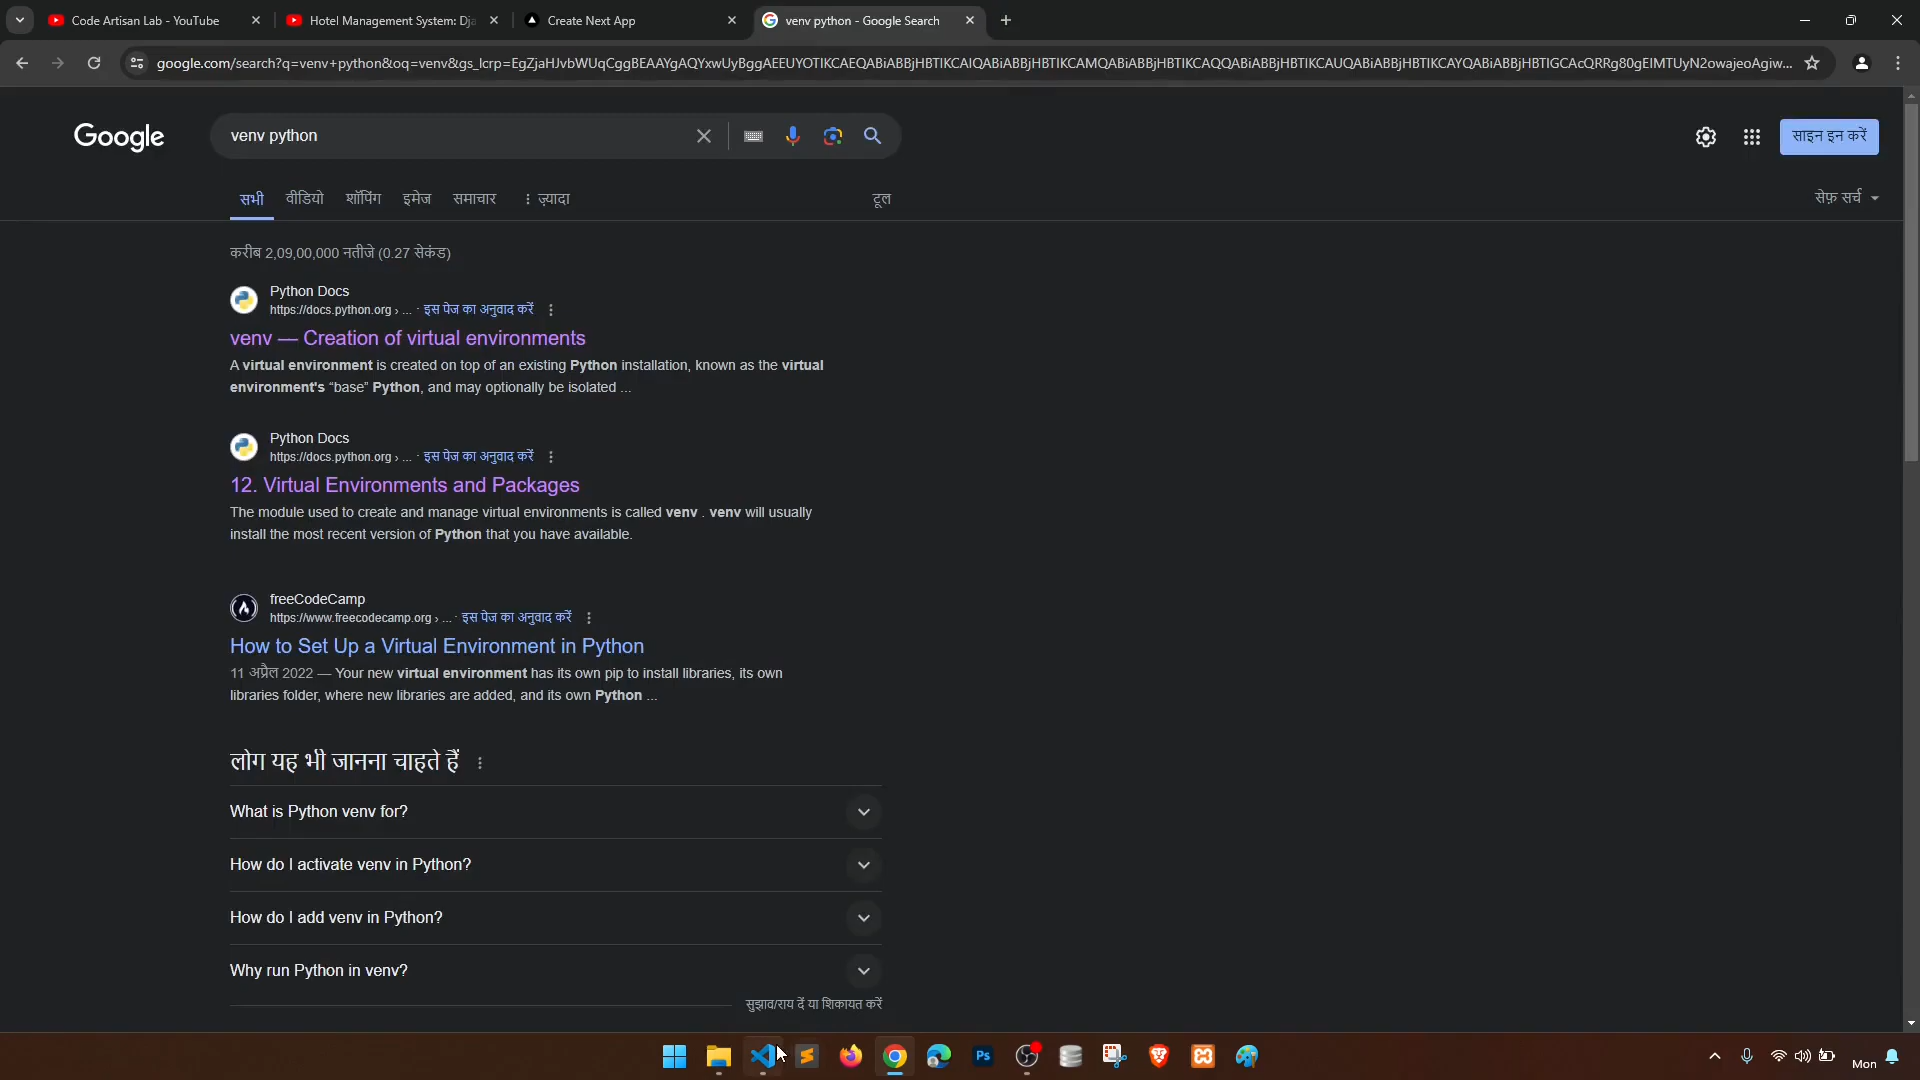 Code Artisan Lab - YouTube
Hotel Management System: Dj
Create Next App
venv python - Google Search
google.com/search?q=venv+python&oq=venv&gs_lcrp=EgZjaHJvbWUqCggBEAAYgAQYxwUyBggAEEUYOTIKCAEQABiABBjHBTIKCAIQABiABBjHBTIKCAMQABiABBjHBTIKCAQQABiABBjHBTIKCAUQABiABBjHBTIKCAYQABiABBjHBTIGCAcQRRg80gEIMTUyN2owajeoAgiw...
Google
venv python
साइन इन करें
सभी वीडियो शॉपिंग इमेज समाचार ज़्यादा टूल
सेफ़ सर्च
करीब 2,09,00,000 नतीजे (0.27 सेकंड)
Python Docs
https://docs.python.org › ... · इस पेज का अनुवाद करें
venv — Creation of virtual environments
A virtual environment is created on top of an existing Python installation, known as the virtual
environment's “base” Python, and may optionally be isolated ...
Python Docs
https://docs.python.org › ... · इस पेज का अनुवाद करें
12. Virtual Environments and Packages
The module used to create and manage virtual environments is called venv . venv will usually
install the most recent version of Python that you have available.
freeCodeCamp
https://www.freecodecamp.org › ... · इस पेज का अनुवाद करें
How to Set Up a Virtual Environment in Python
11 अप्रैल 2022 — Your new virtual environment has its own pip to install libraries, its own
libraries folder, where new libraries are added, and its own Python ...
लोग यह भी जानना चाहते हैं
What is Python venv for?
How do I activate venv in Python?
How do I add venv in Python?
Why run Python in venv?
सुझाव/राय दें या शिकायत करें
Ps
Mon